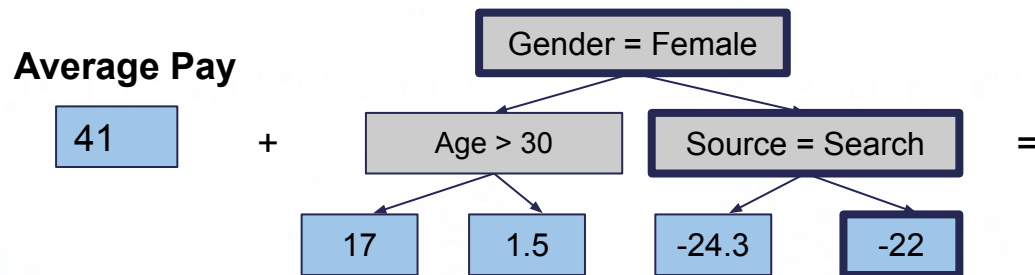 Gender = Female
Average Pay
41
+
Age > 30
Source = Search
=
17
1.5
-24.3
-22